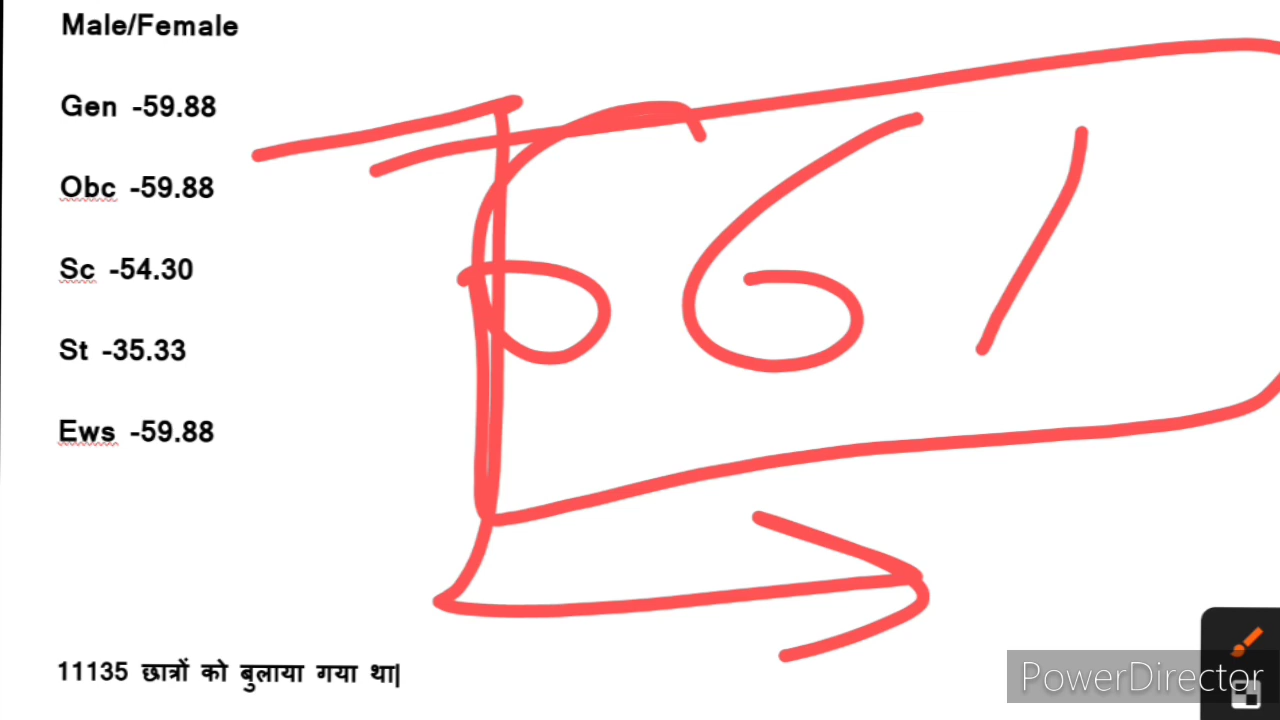 Male/Female
Gen -59.88
Obc -59.88
Sc -54.30
St -35.33
Ews -59.88
661
11135 छात्रों को बुलाया गया था
PowerDirector